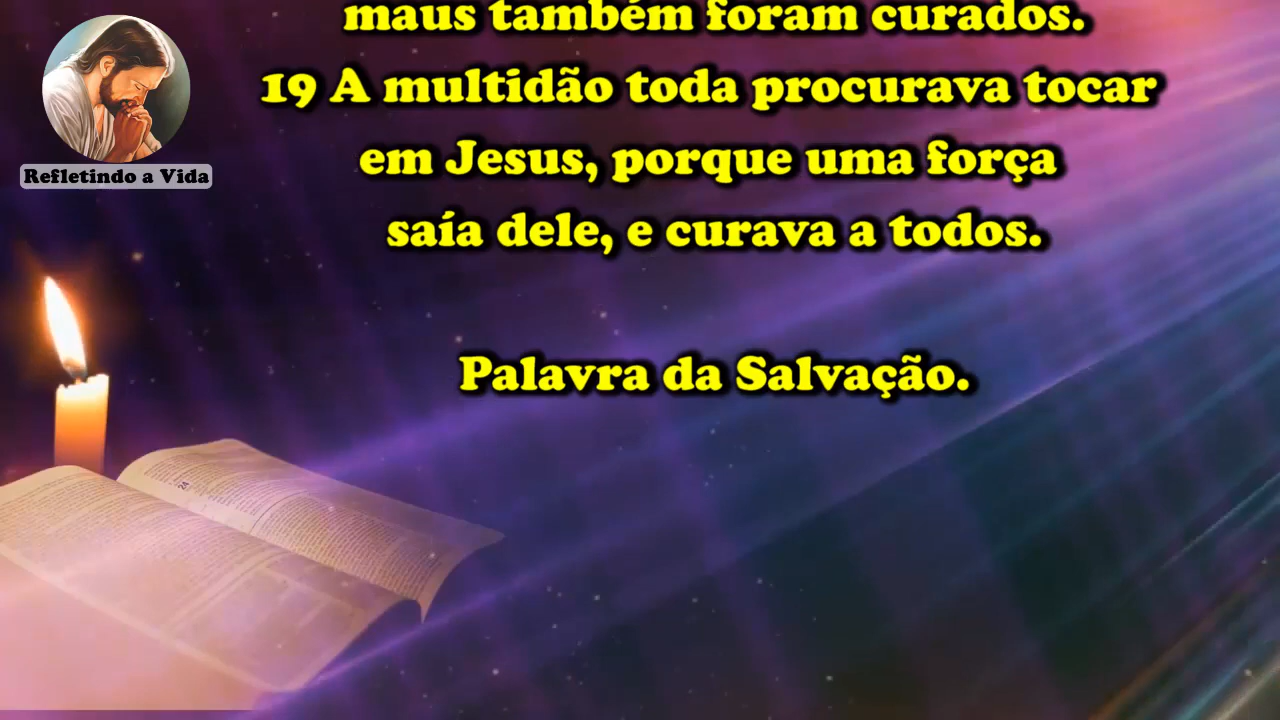 maus também foram curados.
19 A multidão toda procurava tocar
em Jesus, porque uma força
saía dele, e curava a todos.
Palavra da Salvação.
Refletindo a Vida
24